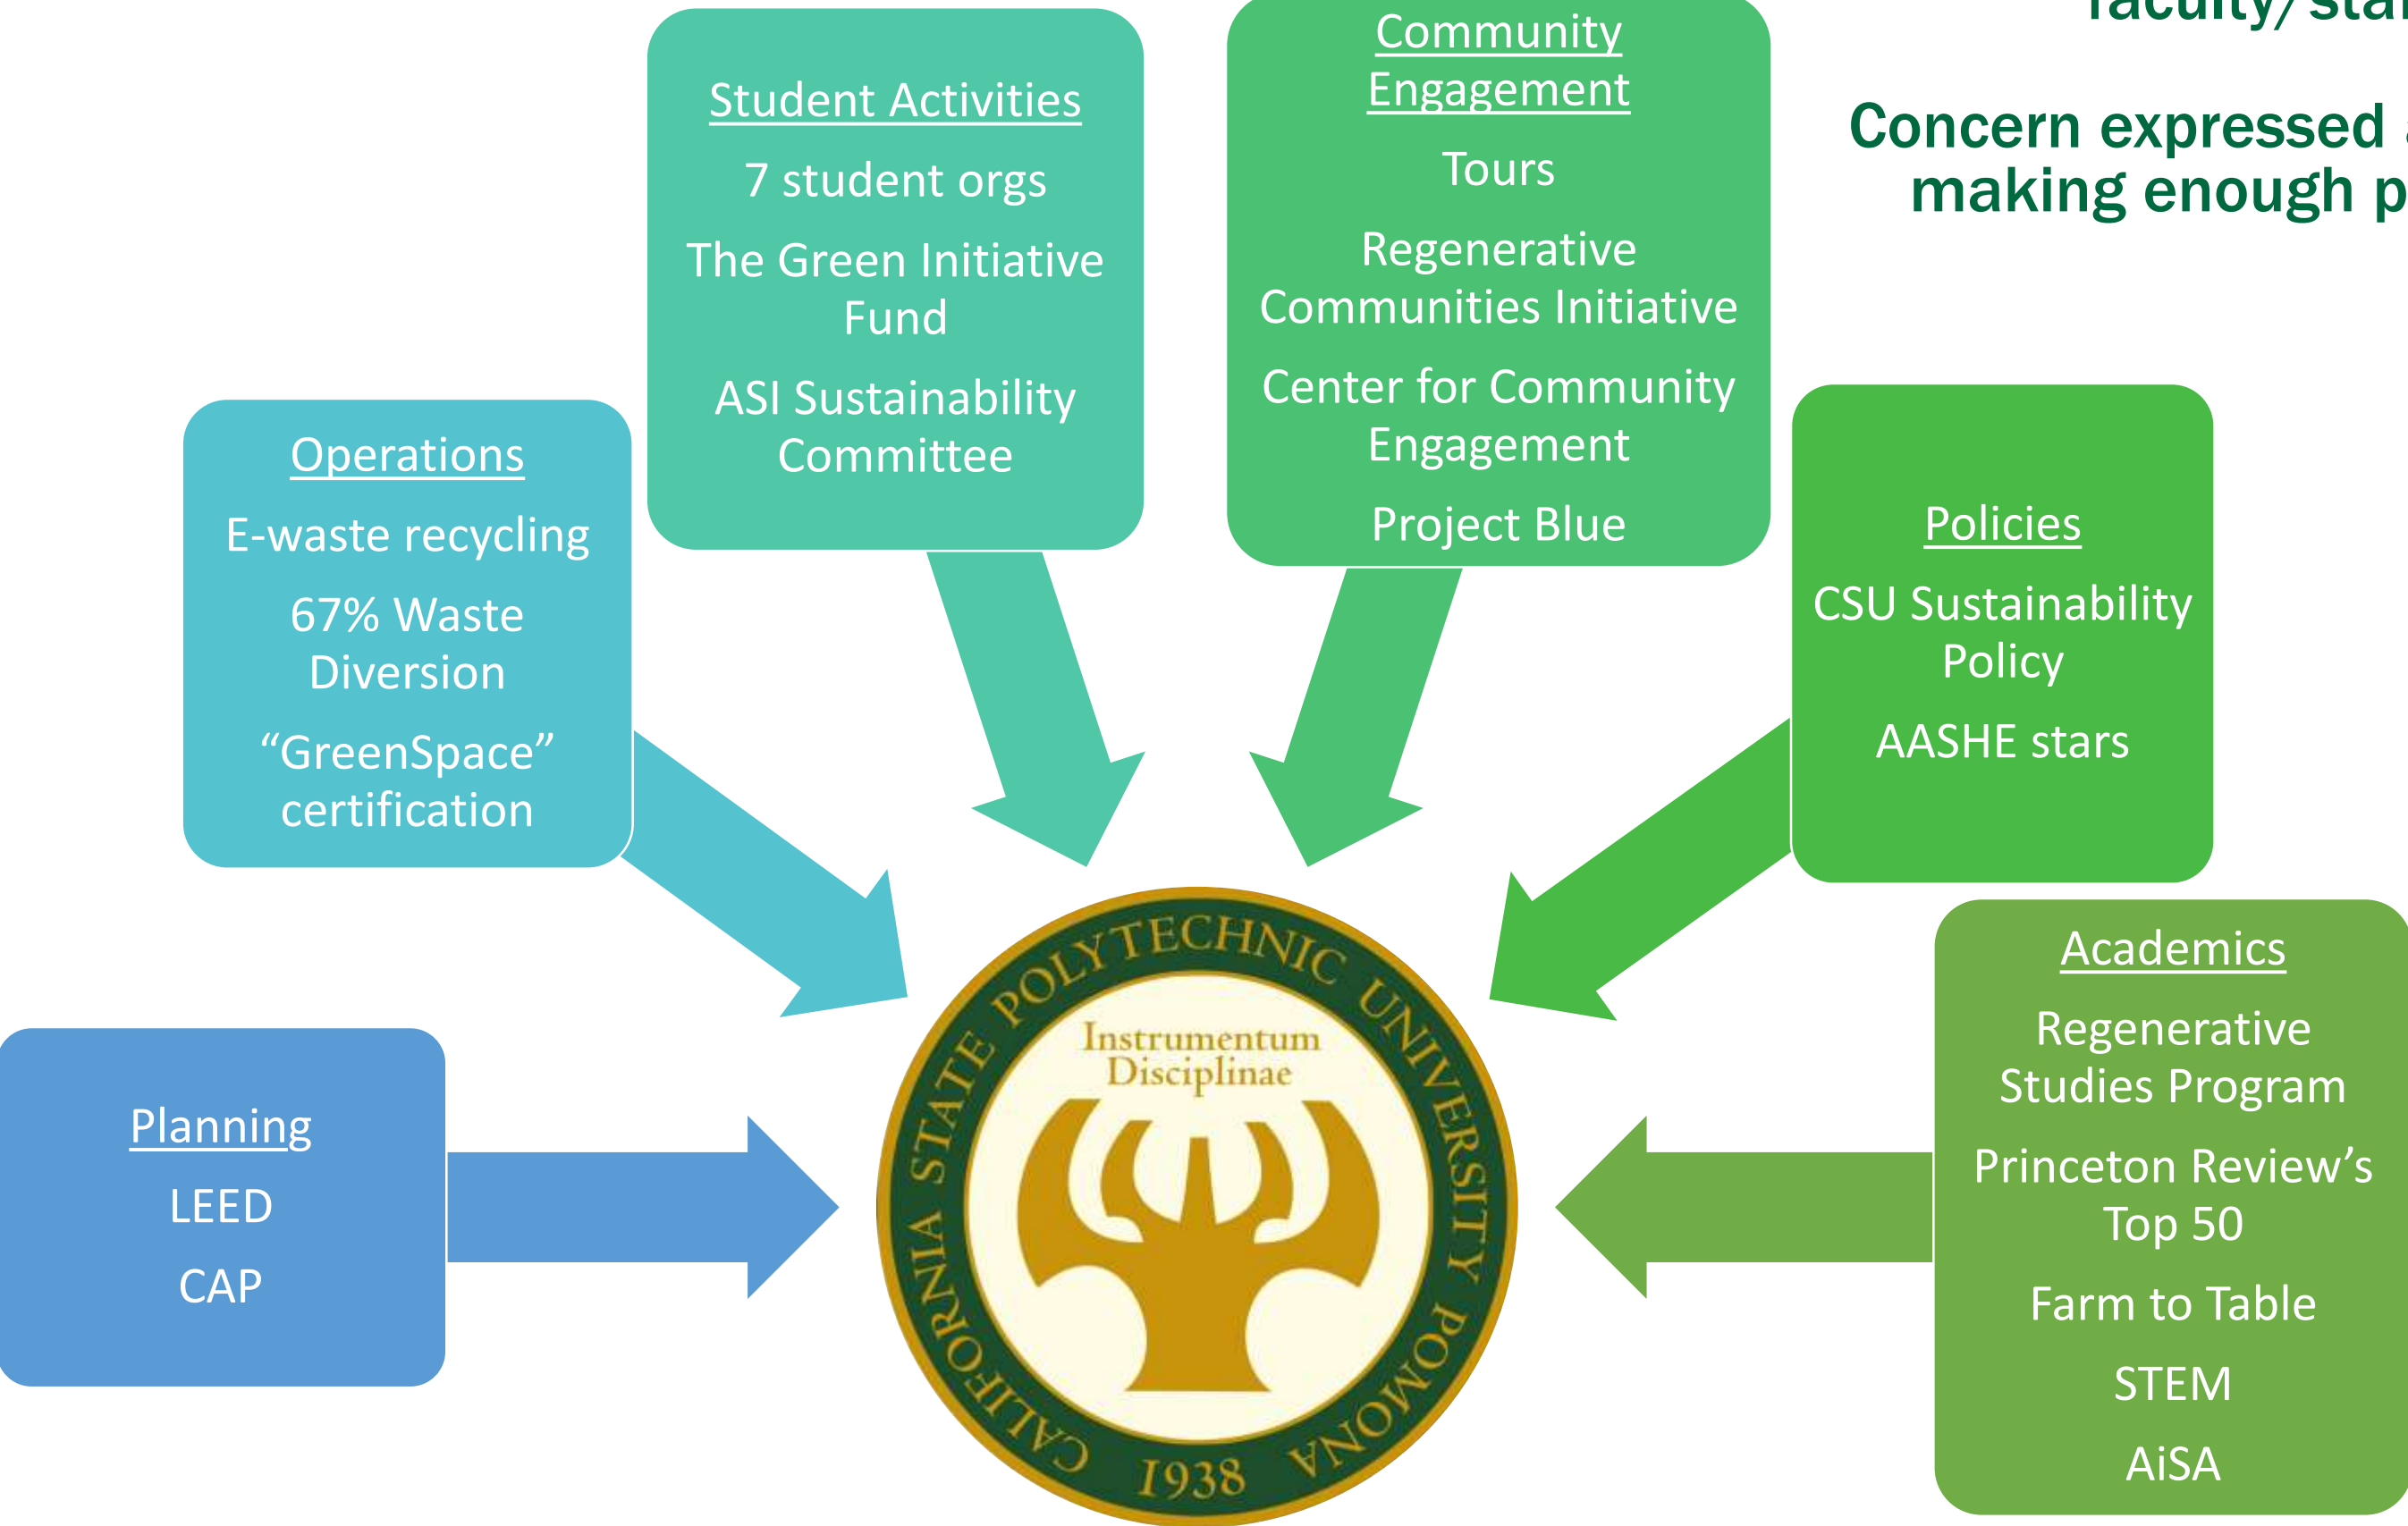 faculty/sta
Concern expressed
making enough p
Community
Engagement
Tours
Regenerative
Communities Initiative
Center for Community
Engagement
Project Blue
Student Activities
7 student orgs
The Green Initiative
Fund
ASI Sustainability
Committee
Operations
E-waste recycling
67% Waste
Diversion
“GreenSpace”
certification
Policies
CSU Sustainability
Policy
AASHE stars
Academics
Regenerative
Studies Program
Princeton Review’s
Top 50
Farm to Table
STEM
AiSA
Planning
LEED
CAP
CALIFORNIA STATE POLYTECHNIC UNIVERSITY POMONA
Instrumentum
Disciplinae
1938